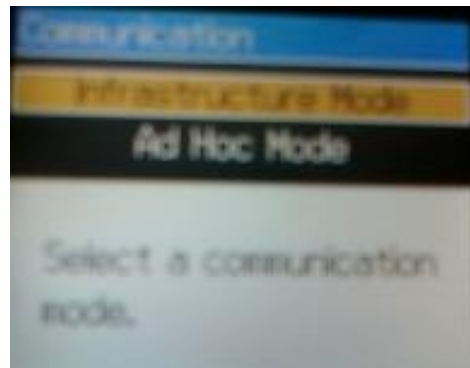 Communication
Infrastructure Mode
Ad Hoc Mode
Select a communication
mode.